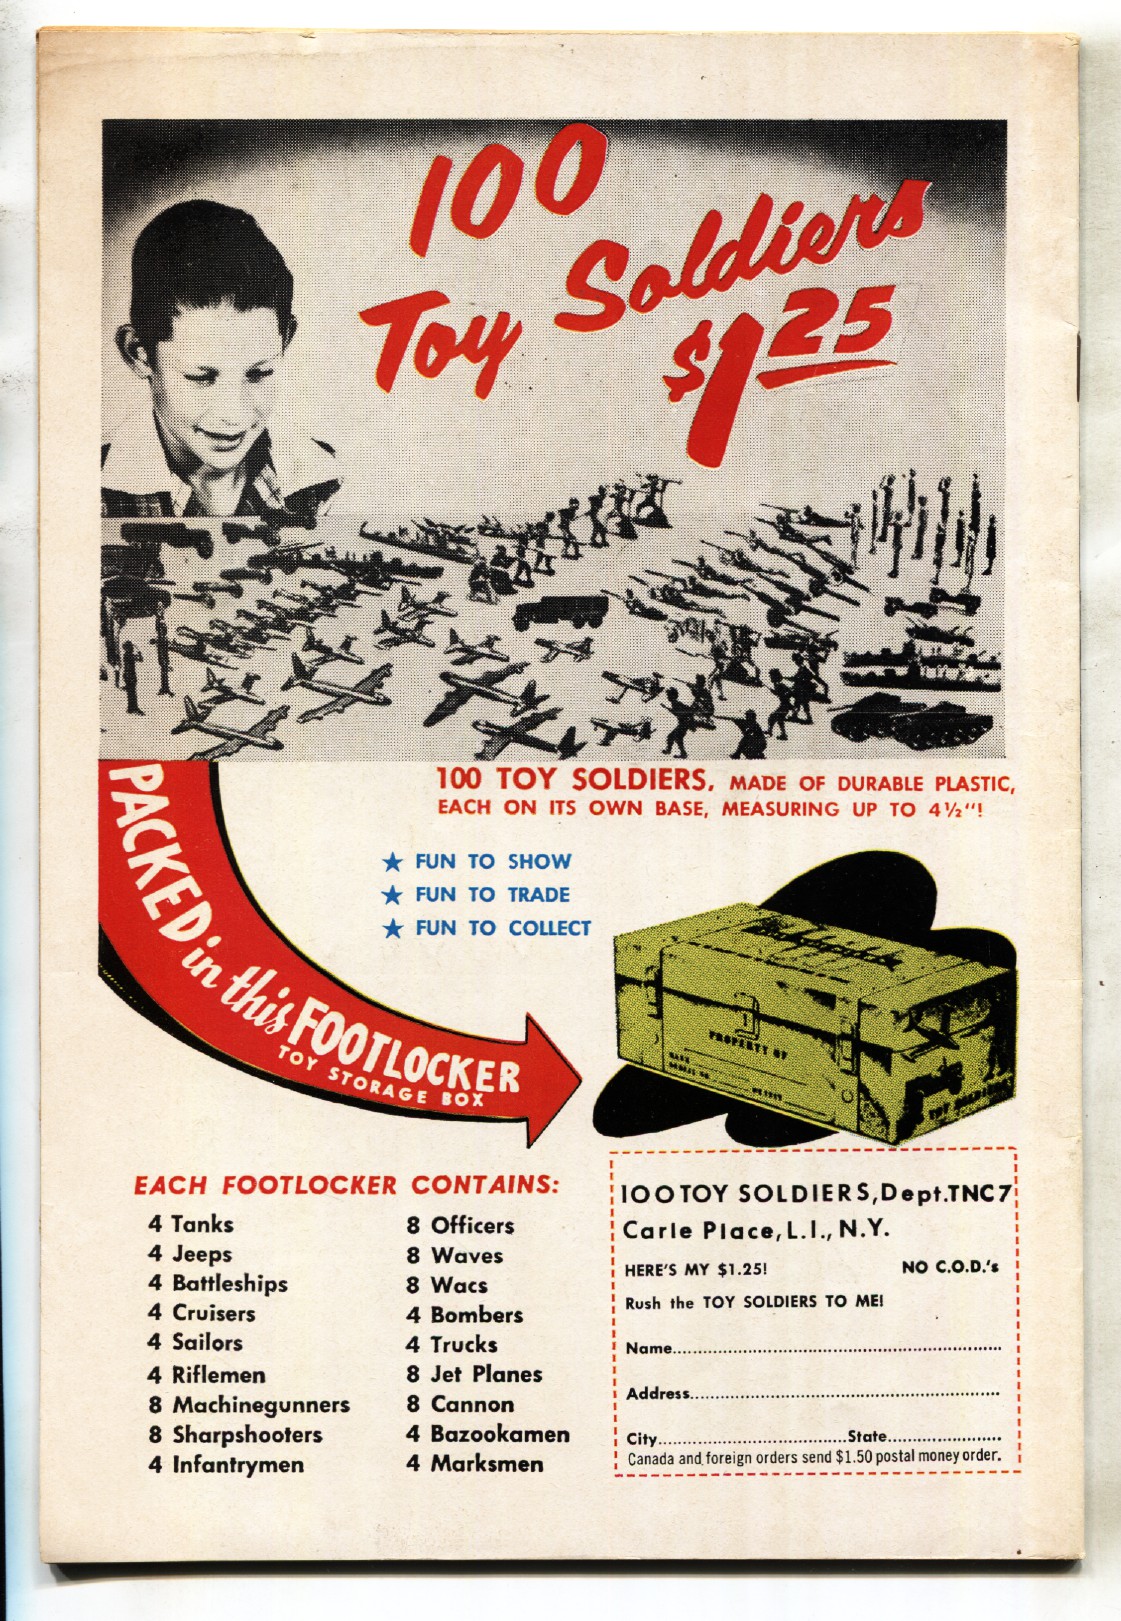 100
Toy Soldiers
$1.25
100 TOY SOLDIERS, MADE OF DURABLE PLASTIC,
EACH ON ITS OWN BASE, MEASURING UP TO 4½"!
PACKED in this FOOTLOCKER
TOY STORAGE BOX
★ FUN TO SHOW
★ FUN TO TRADE
★ FUN TO COLLECT
PROPERTY OF
EACH FOOTLOCKER CONTAINS:
4 Tanks
4 Jeeps
4 Battleships
4 Cruisers
4 Sailors
4 Riflemen
8 Machinegunners
8 Sharpshooters
4 Infantrymen
8 Officers
8 Waves
8 Wacs
4 Bombers
4 Trucks
8 Jet Planes
8 Cannon
4 Bazookamen
4 Marksmen
100 TOY SOLDIERS, Dept. TNC7
Carle Place, L.I., N.Y.
HERE'S MY $1.25! NO C.O.D.'s
Rush the TOY SOLDIERS TO ME!
Name
Address
City State
Canada and foreign orders send $1.50 postal money order.